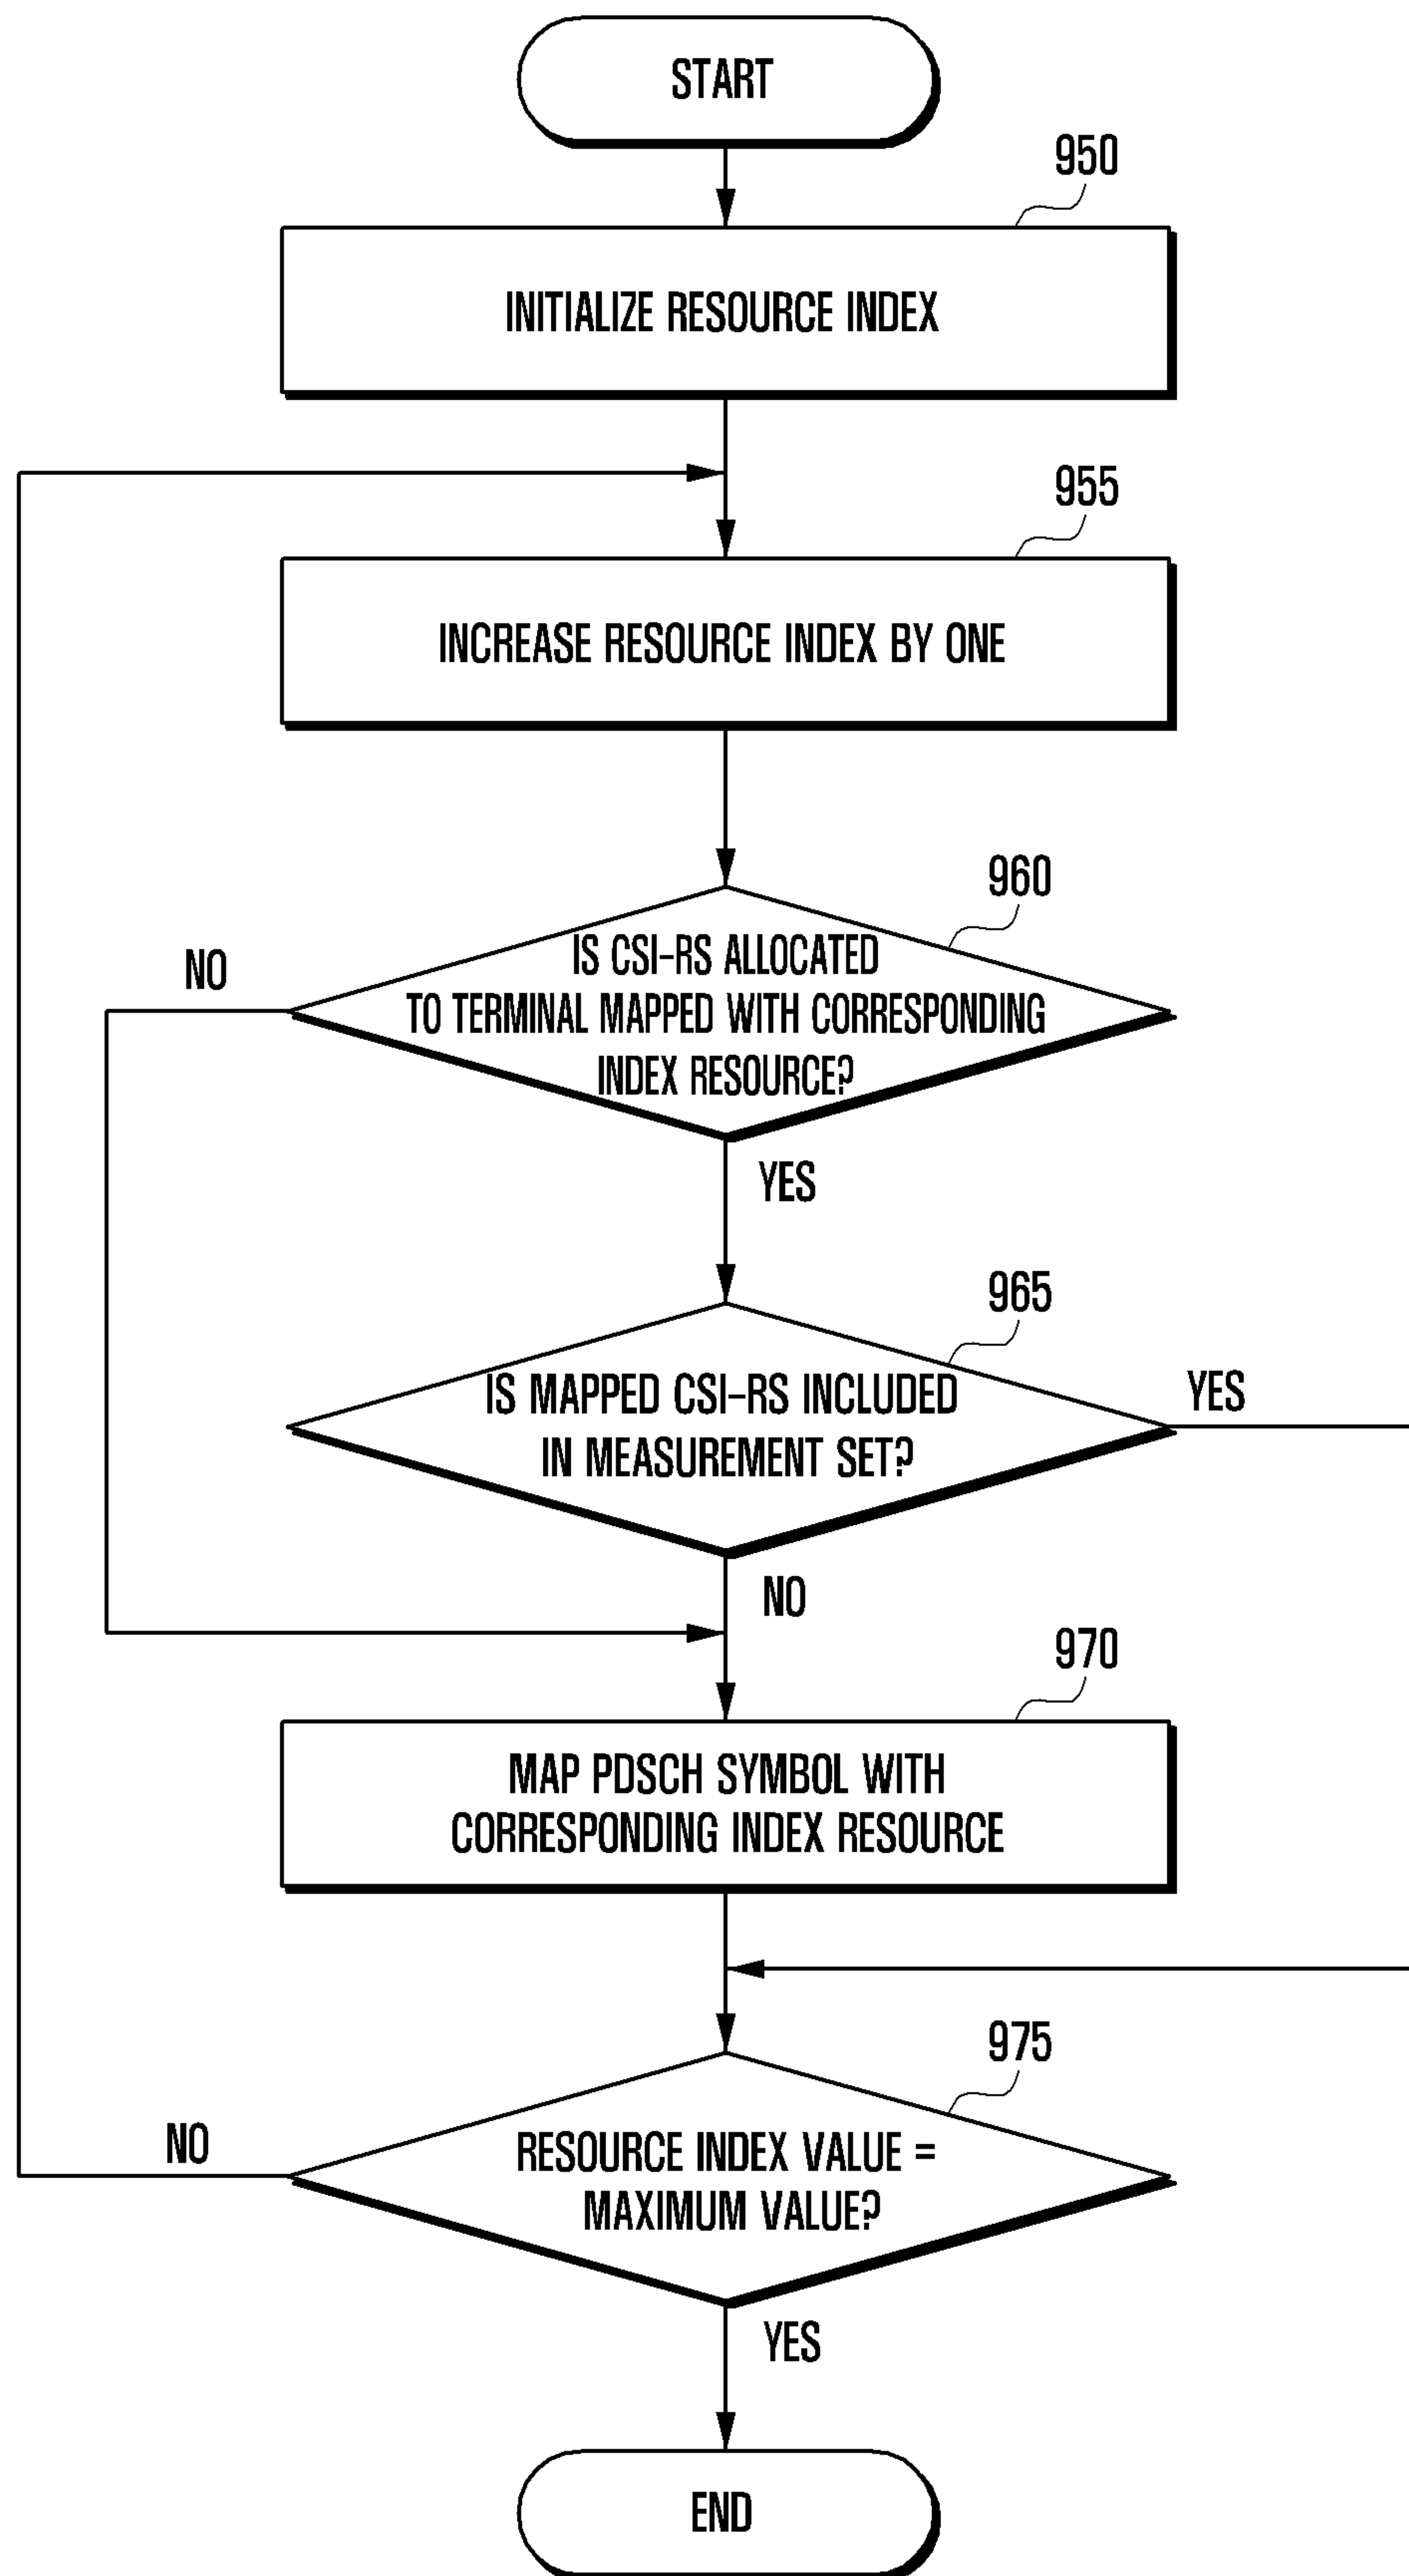 START
950
INITIALIZE RESOURCE INDEX
955
INCREASE RESOURCE INDEX BY ONE
960
NO
IS CSI-RS ALLOCATED
TO TERMINAL MAPPED WITH CORRESPONDING
INDEX RESOURCE?
YES
965
IS MAPPED CSI-RS INCLUDED
IN MEASUREMENT SET?
YES
NO
970
MAP PDSCH SYMBOL WITH
CORRESPONDING INDEX RESOURCE
975
NO
RESOURCE INDEX VALUE =
MAXIMUM VALUE?
YES
END